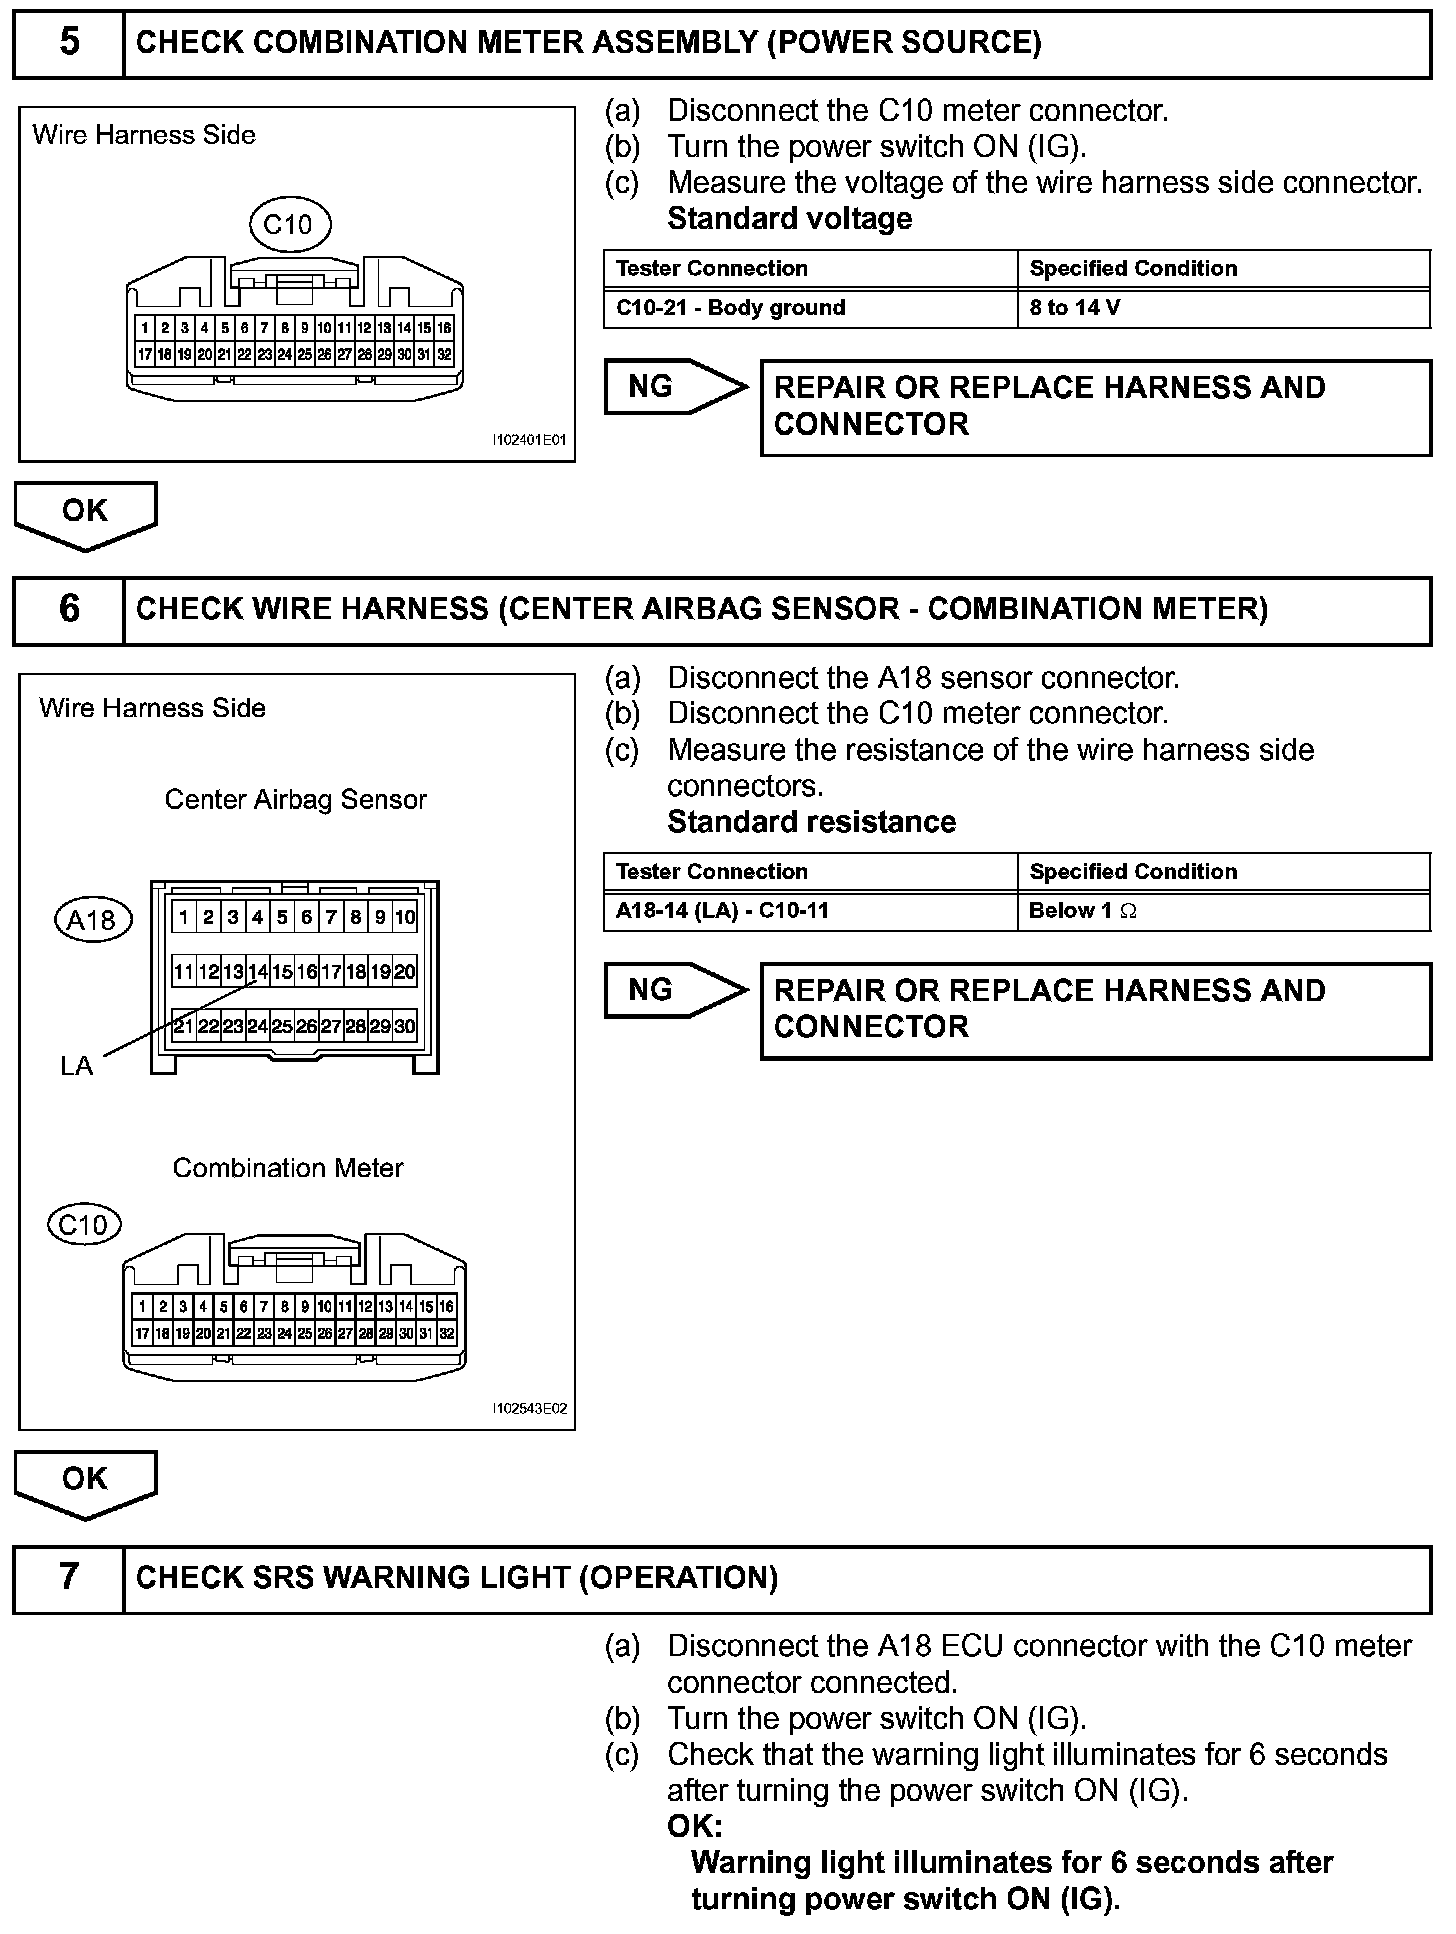 5 CHECK COMBINATION METER ASSEMBLY (POWER SOURCE)
Wire Harness Side
C10
1 2 3 4 5 6 7 8 9 10 11 12 13 14 15 16
17 18 19 20 21 22 23 24 25 26 27 28 29 30 31 32
I102401E01
(a) Disconnect the C10 meter connector.
(b) Turn the power switch ON (IG).
(c) Measure the voltage of the wire harness side connector.
Standard voltage
Tester Connection Specified Condition
C10-21 - Body ground 8 to 14 V
NG
REPAIR OR REPLACE HARNESS AND
CONNECTOR
OK
6 CHECK WIRE HARNESS (CENTER AIRBAG SENSOR - COMBINATION METER)
Wire Harness Side
Center Airbag Sensor
A18
1 2 3 4 5 6 7 8 9 10
11 12 13 14 15 16 17 18 19 20
21 22 23 24 25 26 27 28 29 30
LA
Combination Meter
C10
1 2 3 4 5 6 7 8 9 10 11 12 13 14 15 16
17 18 19 20 21 22 23 24 25 26 27 28 29 30 31 32
I102543E02
(a) Disconnect the A18 sensor connector.
(b) Disconnect the C10 meter connector.
(c) Measure the resistance of the wire harness side
connectors.
Standard resistance
Tester Connection Specified Condition
A18-14 (LA) - C10-11 Below 1 Ω
NG
REPAIR OR REPLACE HARNESS AND
CONNECTOR
OK
7 CHECK SRS WARNING LIGHT (OPERATION)
(a) Disconnect the A18 ECU connector with the C10 meter
connector connected.
(b) Turn the power switch ON (IG).
(c) Check that the warning light illuminates for 6 seconds
after turning the power switch ON (IG).
OK:
Warning light illuminates for 6 seconds after
turning power switch ON (IG).